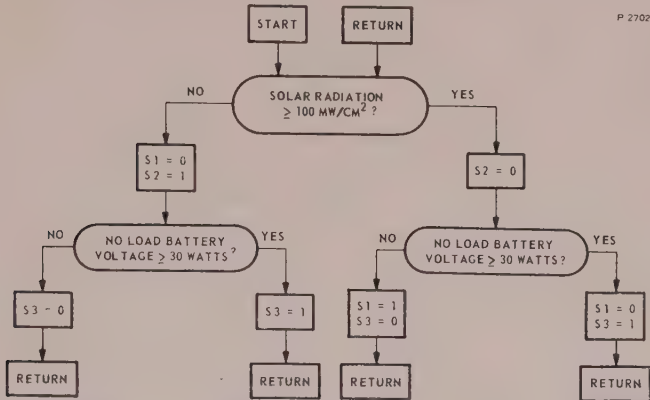 P 2702
START
RETURN
SOLAR RADIATION
≥ 100 MW/CM² ?
NO
YES
S1 = 0
S2 = 1
S2 = 0
NO LOAD BATTERY
VOLTAGE ≥ 30 WATTS?
NO
YES
NO LOAD BATTERY
VOLTAGE ≥ 30 WATTS?
NO
YES
S3 - 0
S3 = 1
S1 = 1
S3 = 0
S1 = 0
S3 = 1
RETURN
RETURN
RETURN
RETURN